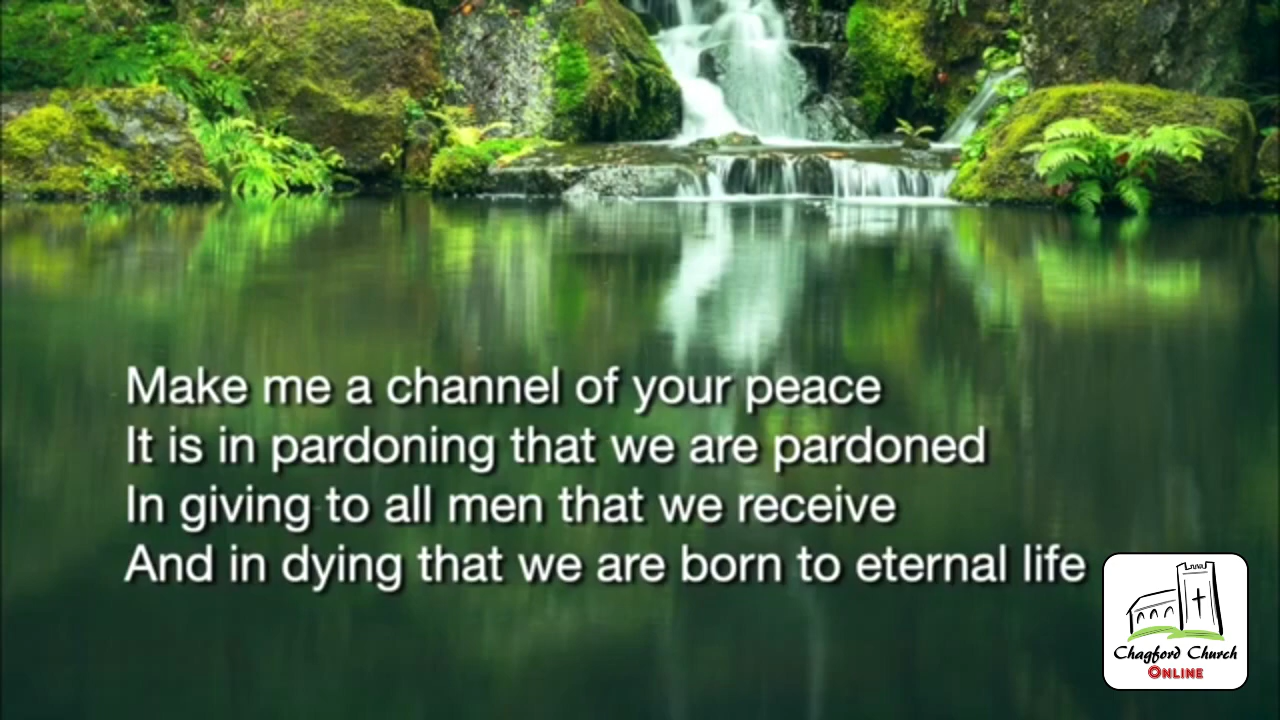 Make me a channel of your peace
It is in pardoning that we are pardoned
In giving to all men that we receive
And in dying that we are born to eternal life
Chagford Church
ONLINE